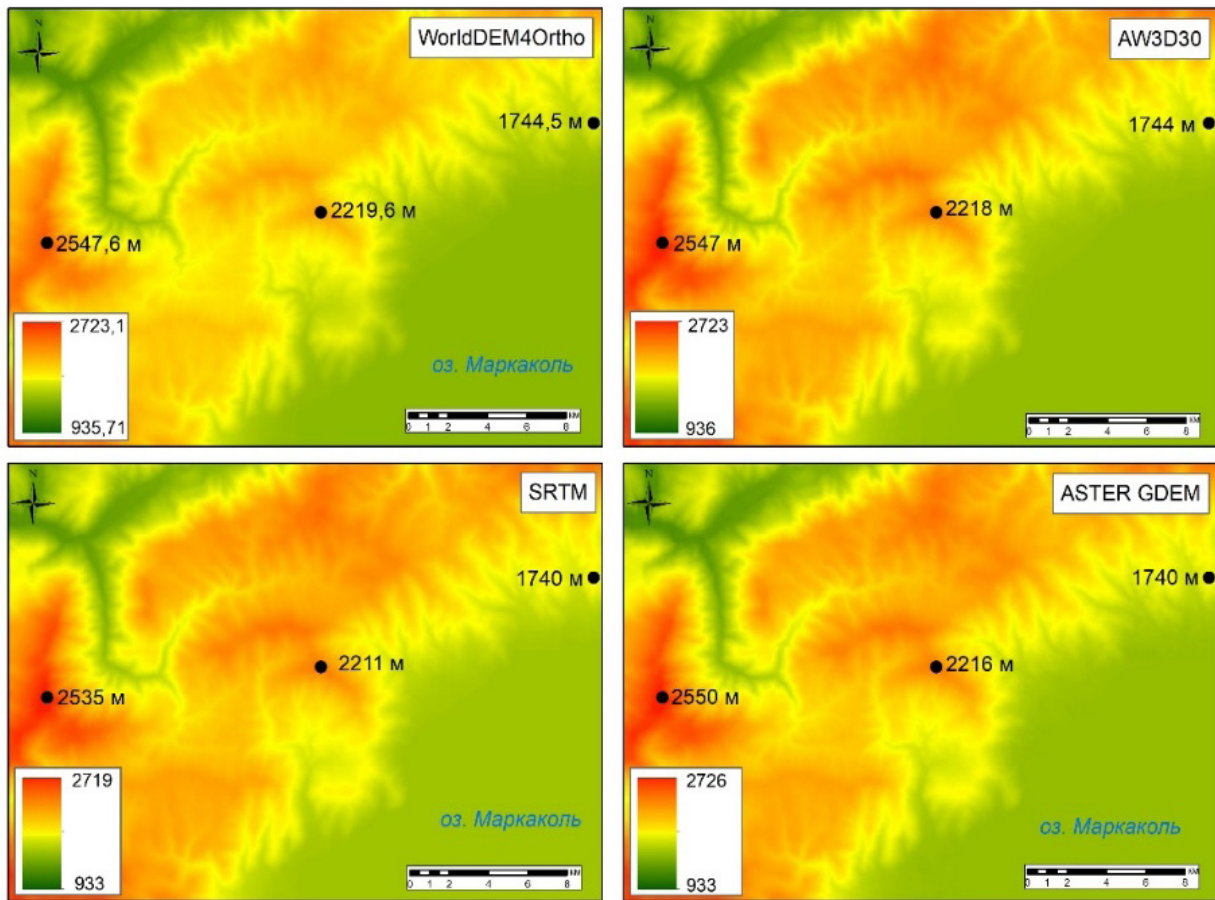 N
WorldDEM4Ortho
1744,5 м
2219,6 м
2547,6 м
2723,1
935,71
оз. Маркаколь
0 1 2 4 6 8
КМ
N
AW3D30
1744 м
2218 м
2547 м
2723
936
0 1 2 4 6 8
КМ
N
SRTM
1740 м
2211 м
2535 м
2719
933
оз. Маркаколь
0 1 2 4 6 8
КМ
N
ASTER GDEM
1740 м
2216 м
2550 м
2726
933
оз. Маркаколь
0 1 2 4 6 8
КМ